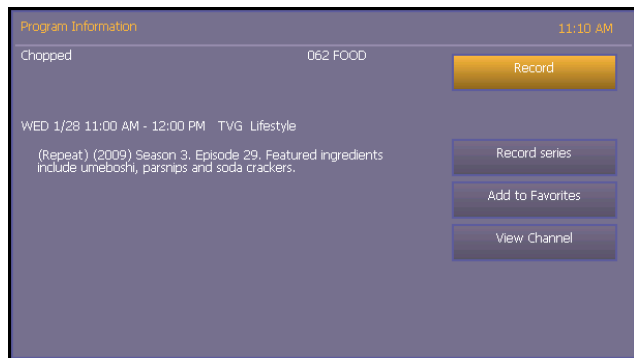 Program Information 11:10 AM
Chopped 062 FOOD
Record
WED 1/28 11:00 AM - 12:00 PM TVG Lifestyle
(Repeat) (2009) Season 3. Episode 29. Featured ingredients
include umeboshi, parsnips and soda crackers.
Record series
Add to Favorites
View Channel